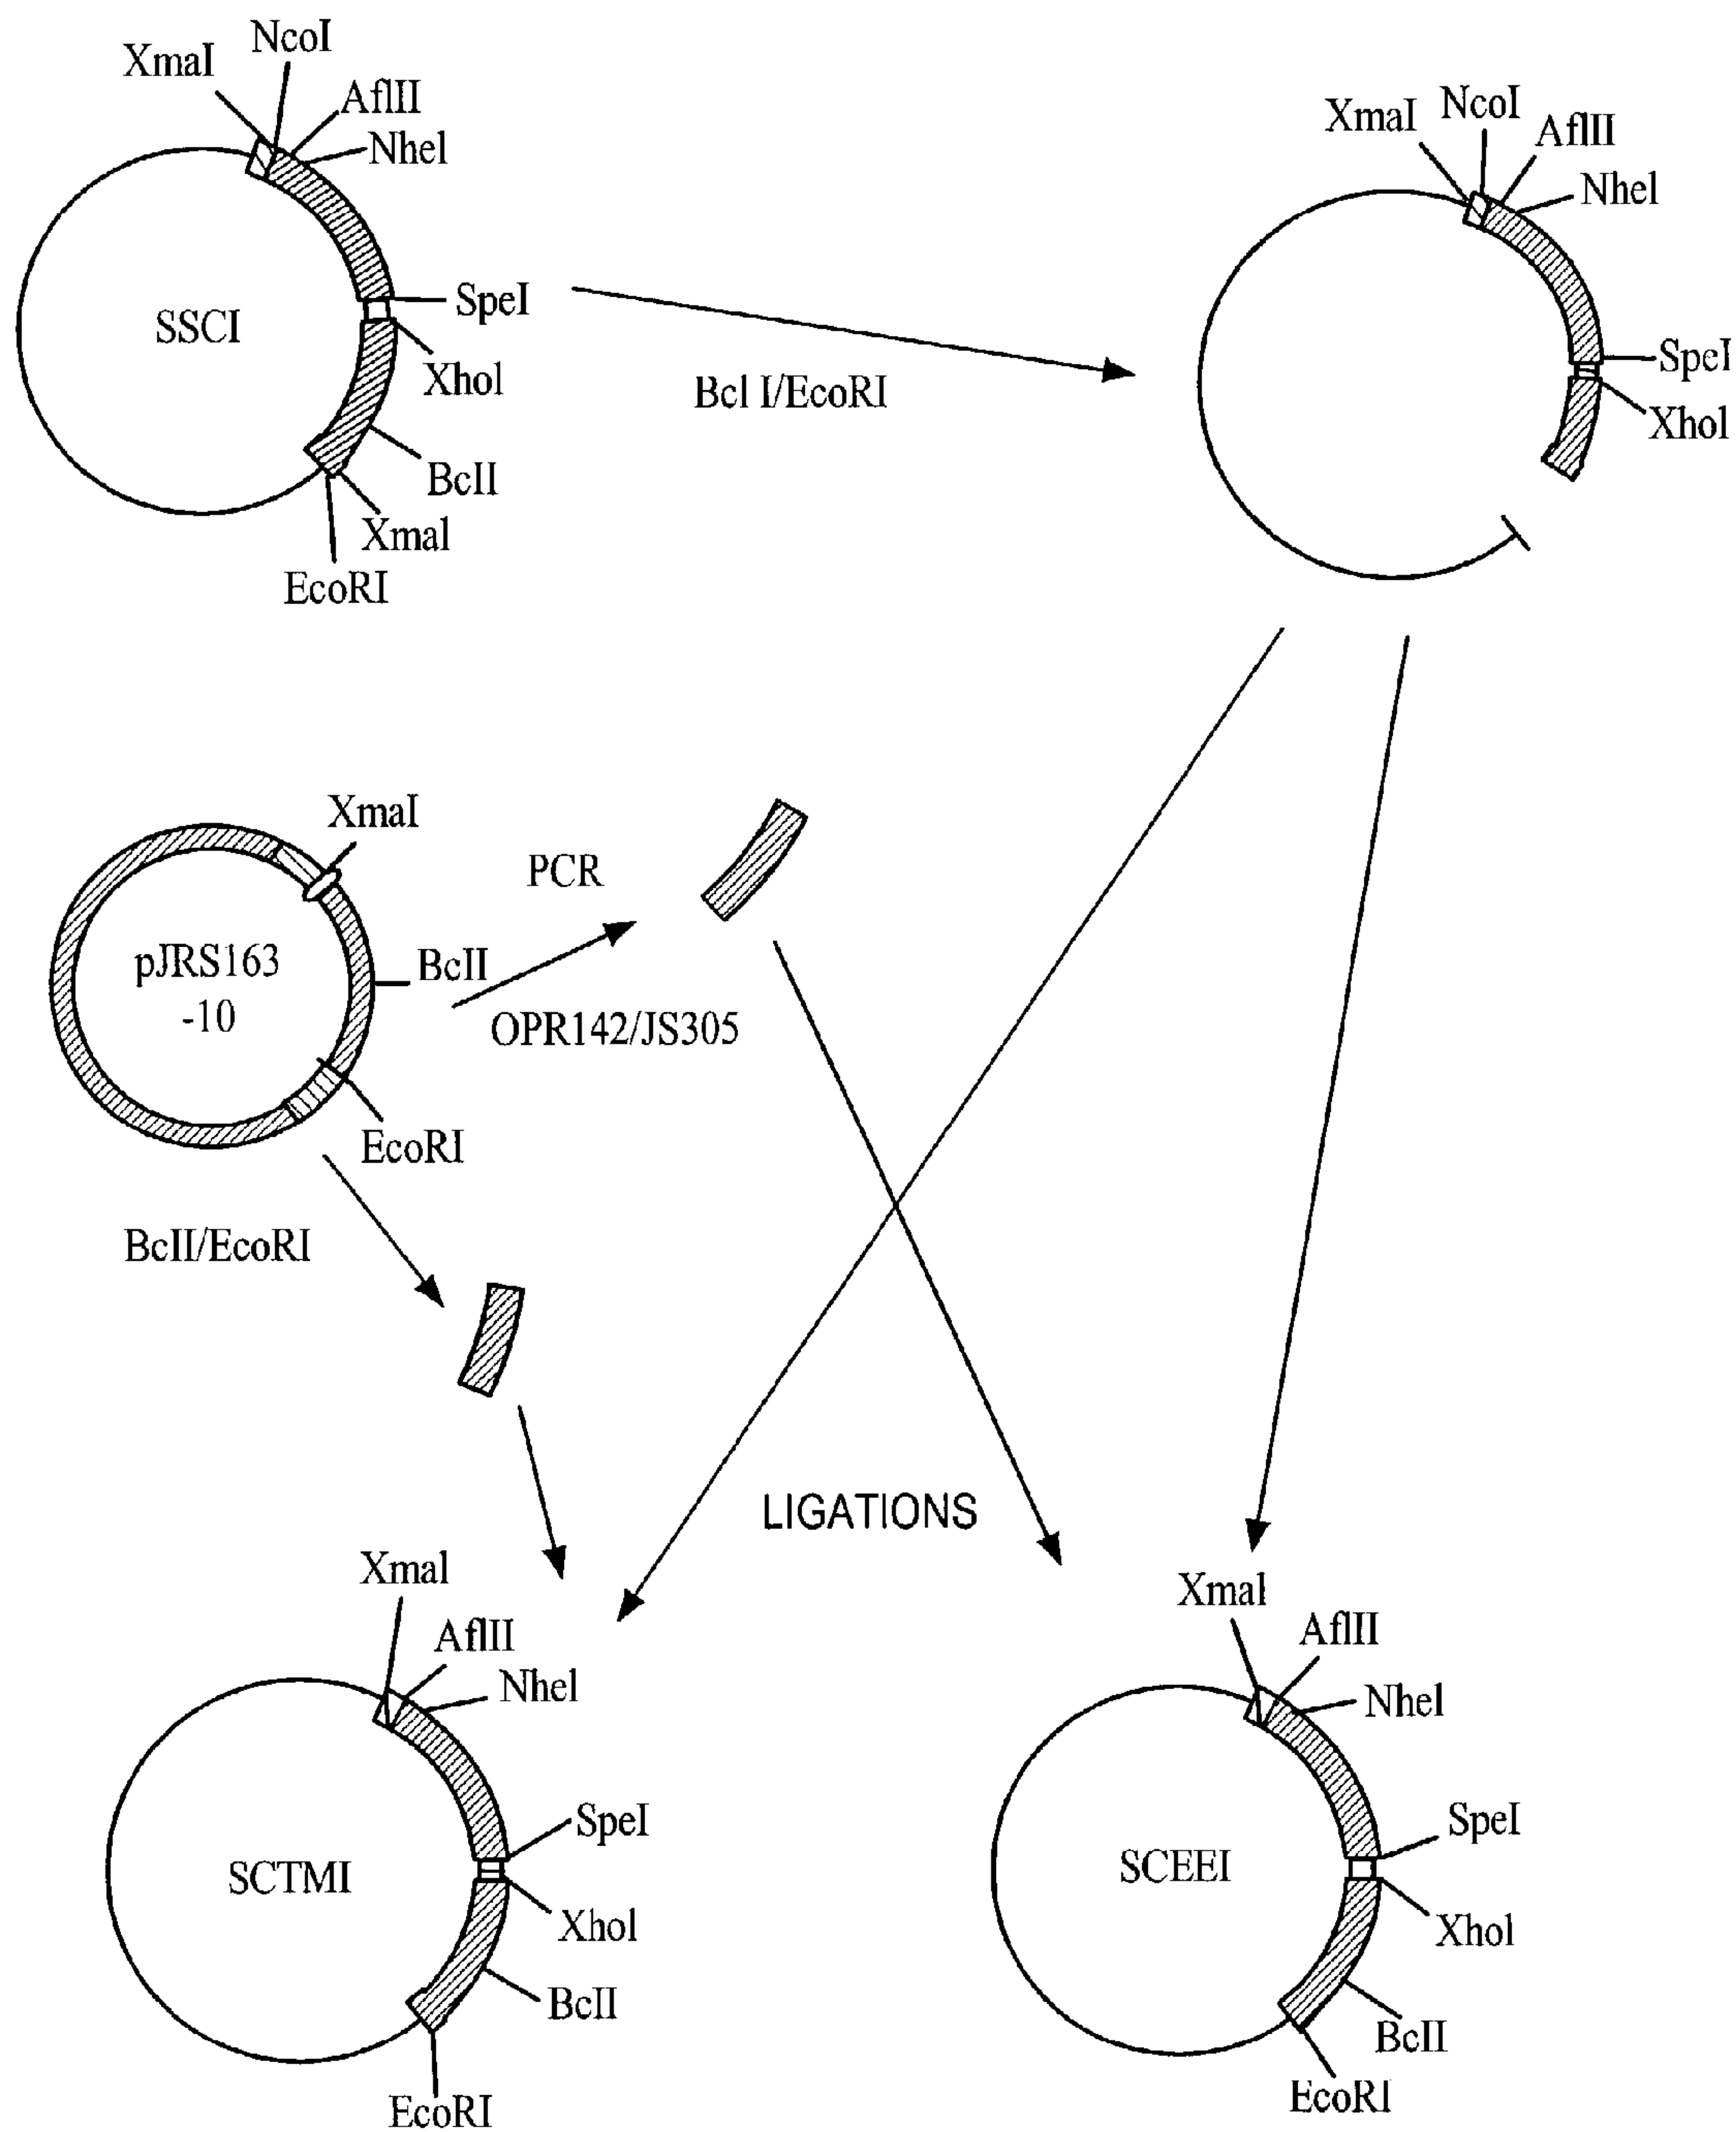 XmaI
NcoI
AflII
NheI
SSCI
SpeI
XhoI
BclI
XmaI
EcoRI
Bcl I/EcoRI
XmaI
NcoI
AflII
NheI
SpeI
XhoI
XmaI
pJRS163
-10
BclI
EcoRI
PCR
OPR142/JS305
BclI/EcoRI
LIGATIONS
XmaI
AflII
NheI
SCTMI
SpeI
XhoI
BclI
EcoRI
XmaI
AflII
NheI
SCEEI
SpeI
XhoI
BclI
EcoRI